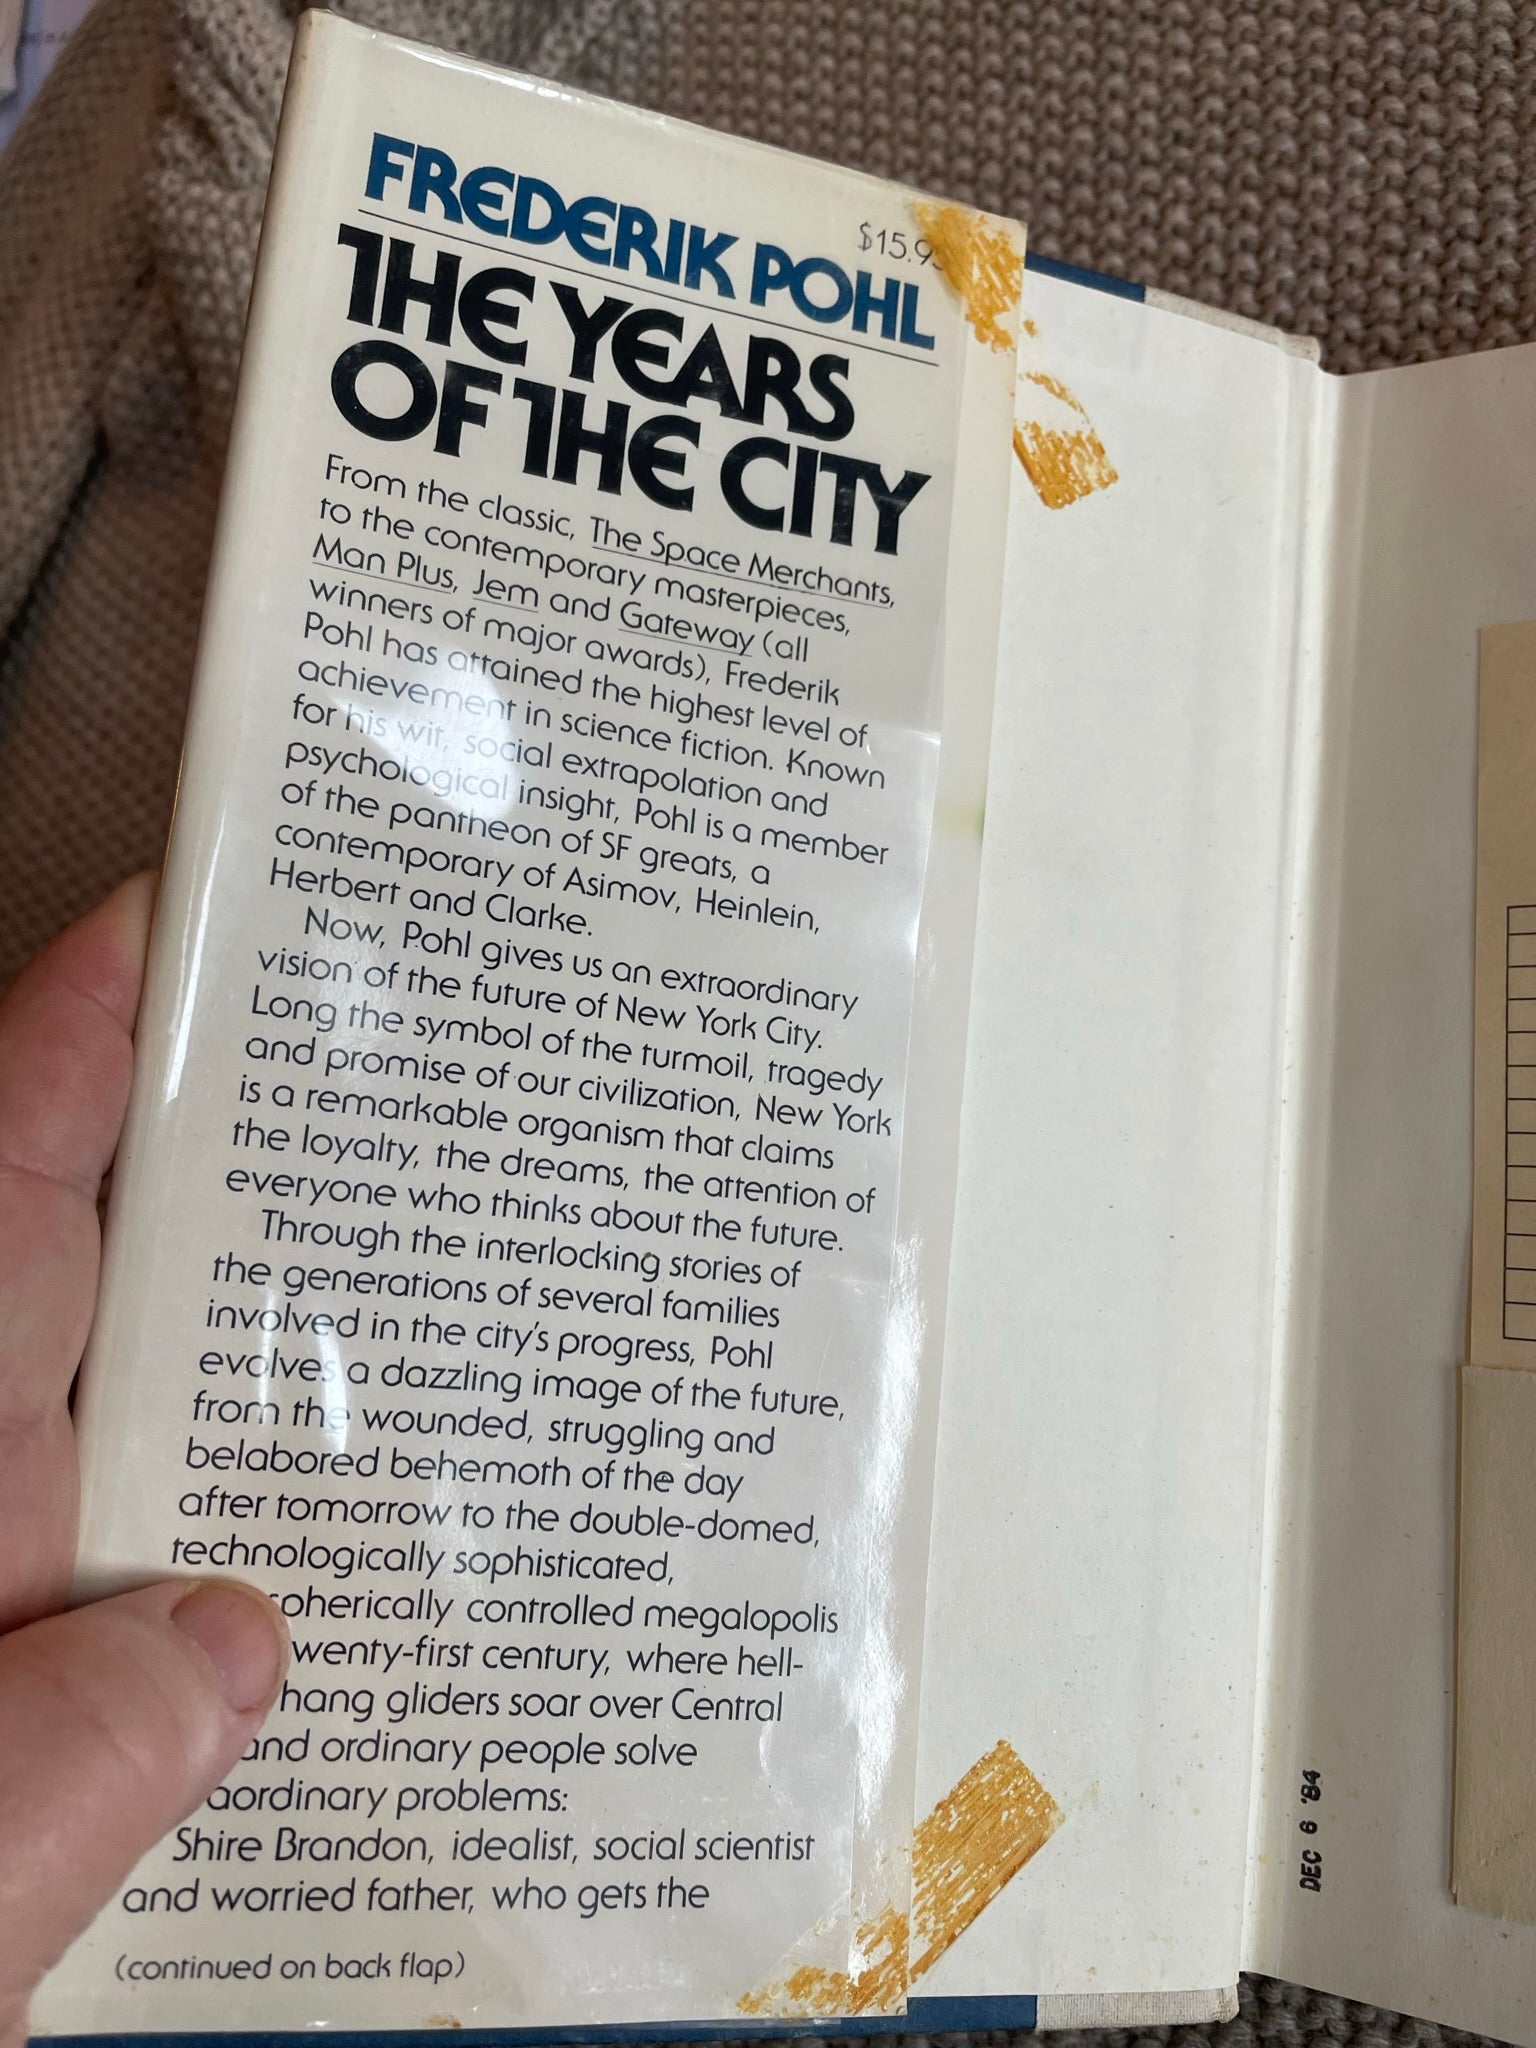 FREDERIK POHL
$15.9
THE YEARS
OF THE CITY
From the classic, The Space Merchants,
to the contemporary masterpieces,
Man Plus, Jem and Gateway (all
winners of major awards), Frederik
Pohl has attained the highest level of
achievement in science fiction. Known
for his wit, social extrapolation and
psychological insight, Pohl is a member
of the pantheon of SF greats, a
contemporary of Asimov, Heinlein,
Herbert and Clarke.
Now, Pohl gives us an extraordinary
vision of the future of New York City.
Long the symbol of the turmoil, tragedy
and promise of our civilization, New York
is a remarkable organism that claims
the loyalty, the dreams, the attention of
everyone who thinks about the future.
Through the interlocking stories of
the generations of several families
involved in the city's progress, Pohl
evolves a dazzling image of the future,
from the wounded, struggling and
belabored behemoth of the day
after tomorrow to the double-domed,
technologically sophisticated,
spherically controlled megalopolis
wenty-first century, where hell-
hang gliders soar over Central
and ordinary people solve
aordinary problems:
Shire Brandon, idealist, social scientist
and worried father, who gets the
(continued on back flap)
DEC 6 '84